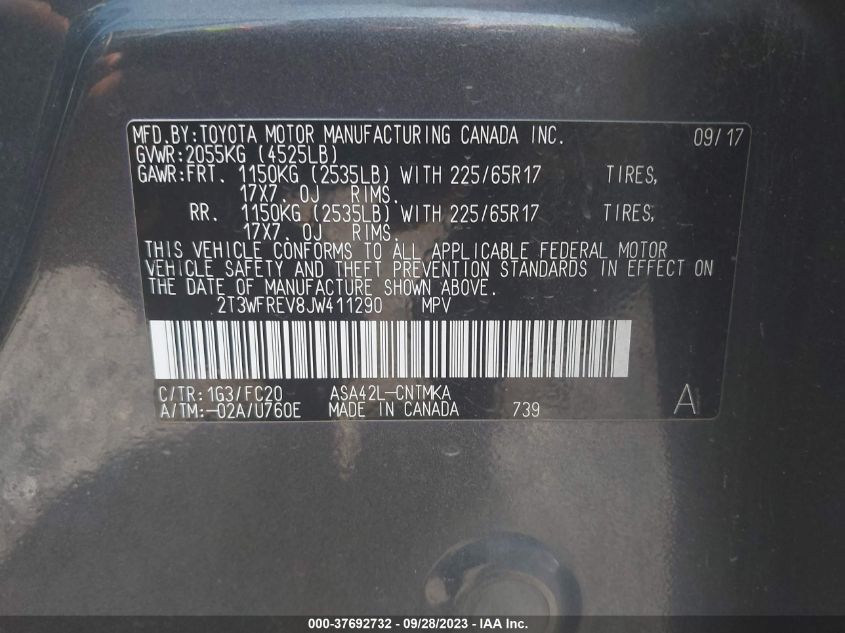 MFD.BY:TOYOTA MOTOR MANUFACTURING CANADA INC. 09/17
GVWR:2055KG (4525LB)
GAWR:FRT. 1150KG (2535LB) WITH 225/65R17 TIRES,
17X7.0J RIMS.
RR. 1150KG (2535LB) WITH 225/65R17 TIRES,
17X7.0J RIMS.
THIS VEHICLE CONFORMS TO ALL APPLICABLE FEDERAL MOTOR
VEHICLE SAFETY AND THEFT PREVENTION STANDARDS IN EFFECT ON
THE DATE OF MANUFACTURE SHOWN ABOVE.
2T3WFREV8JW411290 MPV
C/TR:1G3/FC20 ASA42L-CNTMKA
A/TM:-02A/U760E MADE IN CANADA 739 A
000-37692732 - 09/28/2023 - IAA Inc.